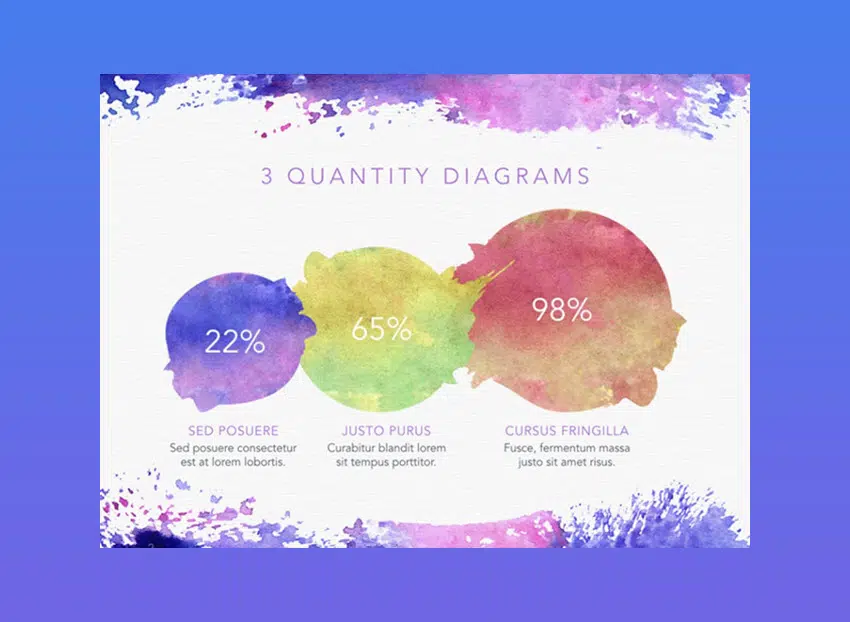 3 QUANTITY DIAGRAMS
22%
65%
98%
SED POSUERE
Sed posuere consectetur
est at lorem lobortis.
JUSTO PURUS
Curabitur blandit lorem
sit tempus porttitor.
CURSUS FRINGILLA
Fusce, fermentum massa
justo sit amet risus.